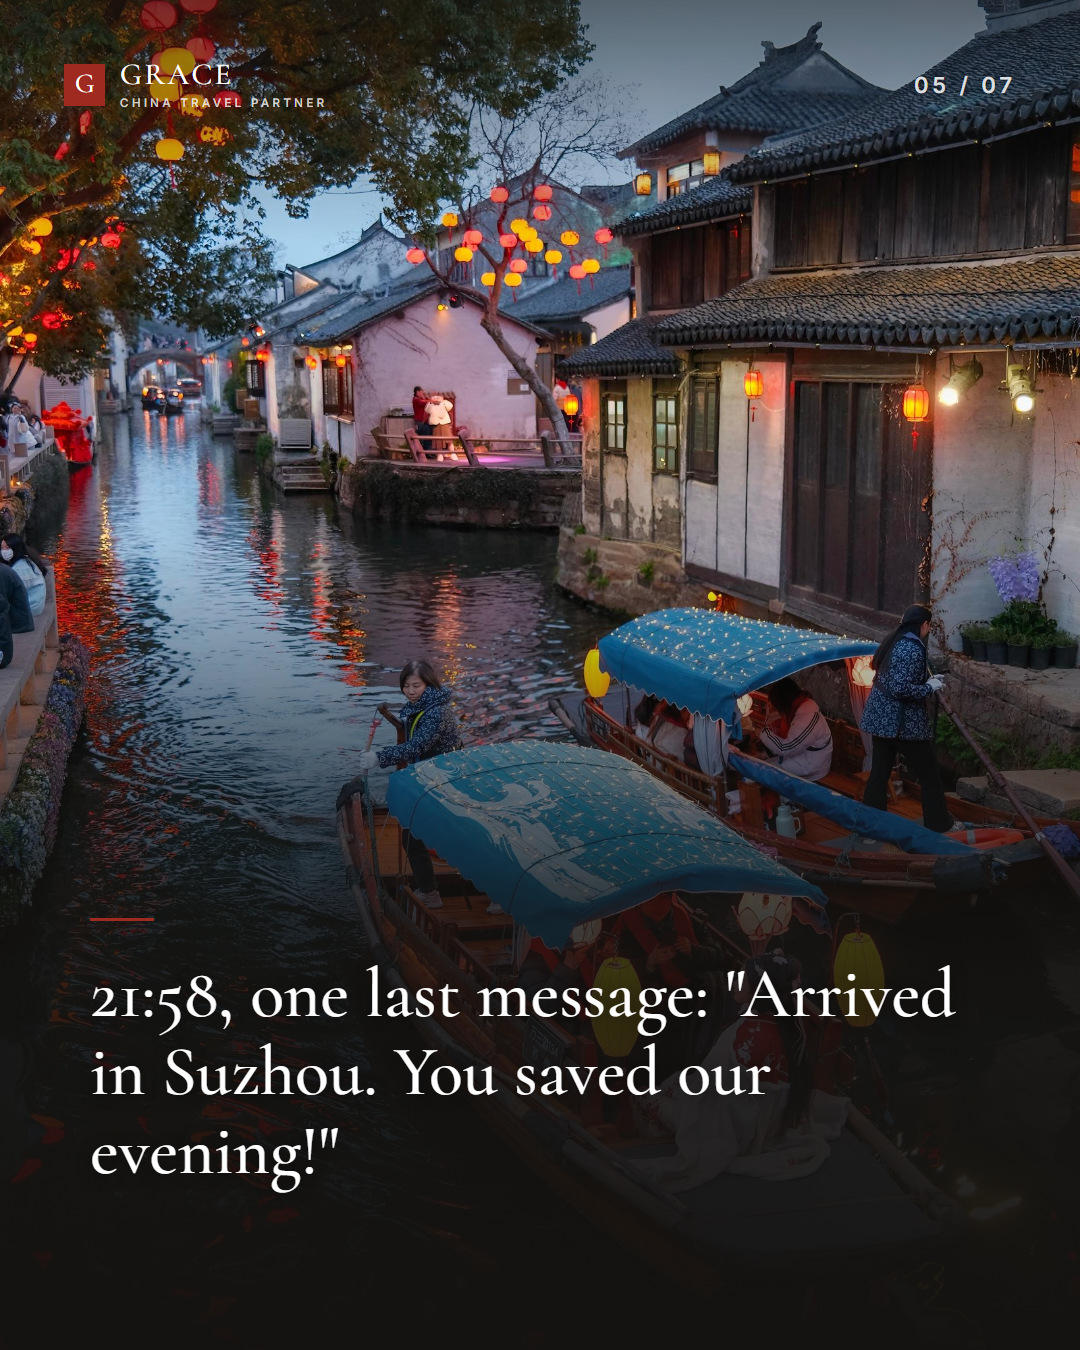 G
GRACE
CHINA TRAVEL PARTNER
05 / 07
21:58, one last message: "Arrived
in Suzhou. You saved our
evening!"